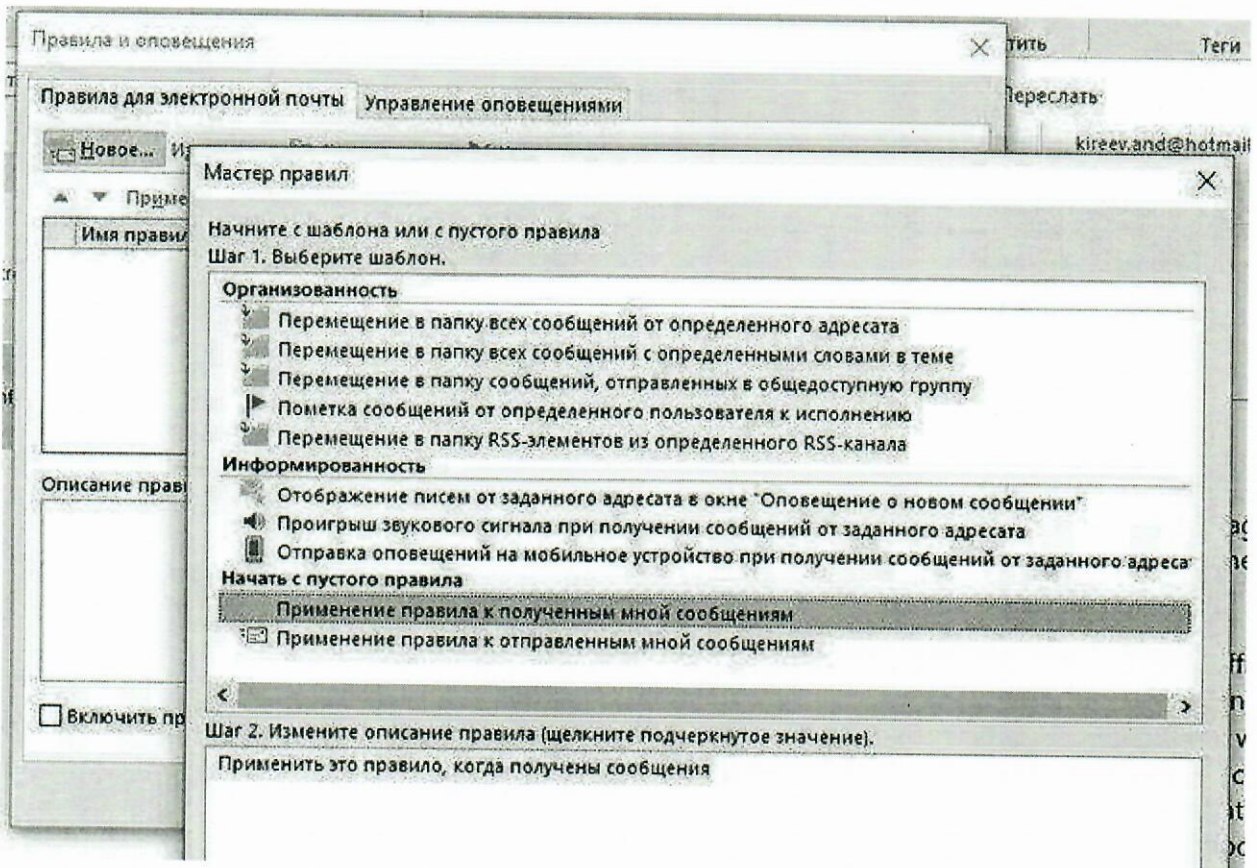 Правила и оповещения
тить
Теги
Правила для электронной почты
Управление оповещениями
Переслать
Новое...
kireev.and@hotmail
Мастер правил
Приме
Имя правил
Начните с шаблона или с пустого правила
Шаг 1. Выберите шаблон.
Организованность
Перемещение в папку всех сообщений от определенного адресата
Перемещение в папку всех сообщений с определенными словами в теме
Перемещение в папку сообщений, отправленных в общедоступную группу
Пометка сообщений от определенного пользователя к исполнению
Перемещение в папку RSS-элементов из определенного RSS-канала
Информированность
Описание прави
Отображение писем от заданного адресата в окне "Оповещение о новом сообщении"
Проигрыш звукового сигнала при получении сообщений от заданного адресата
Отправка оповещений на мобильное устройство при получении сообщений от заданного адреса
Начать с пустого правила
Применение правила к полученным мной сообщениям
Применение правила к отправленным мной сообщениям
Включить пр
Шаг 2. Измените описание правила (щелкните подчеркнутое значение).
Применить это правило, когда получены сообщения